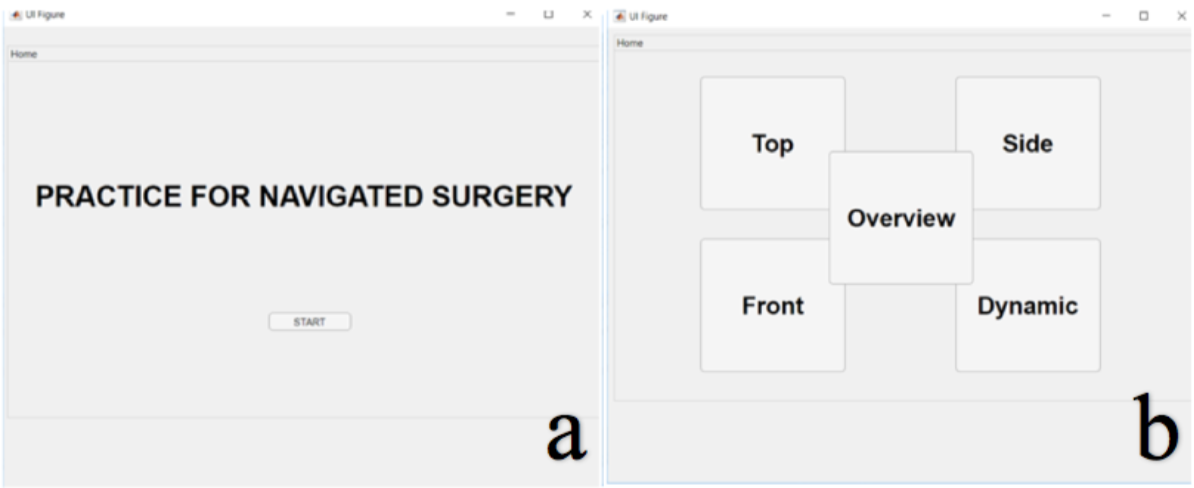 UI Figure
Home
PRACTICE FOR NAVIGATED SURGERY
START
a
UI Figure
Home
Top
Side
Overview
Front
Dynamic
b